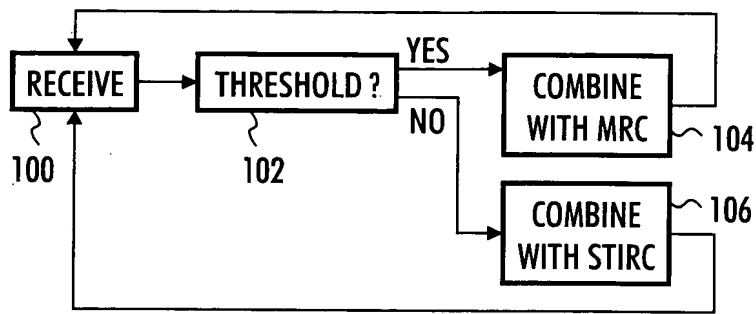 RECEIVE
100
THRESHOLD ?
102
YES
NO
COMBINE
WITH MRC
104
COMBINE
WITH STIRC
106